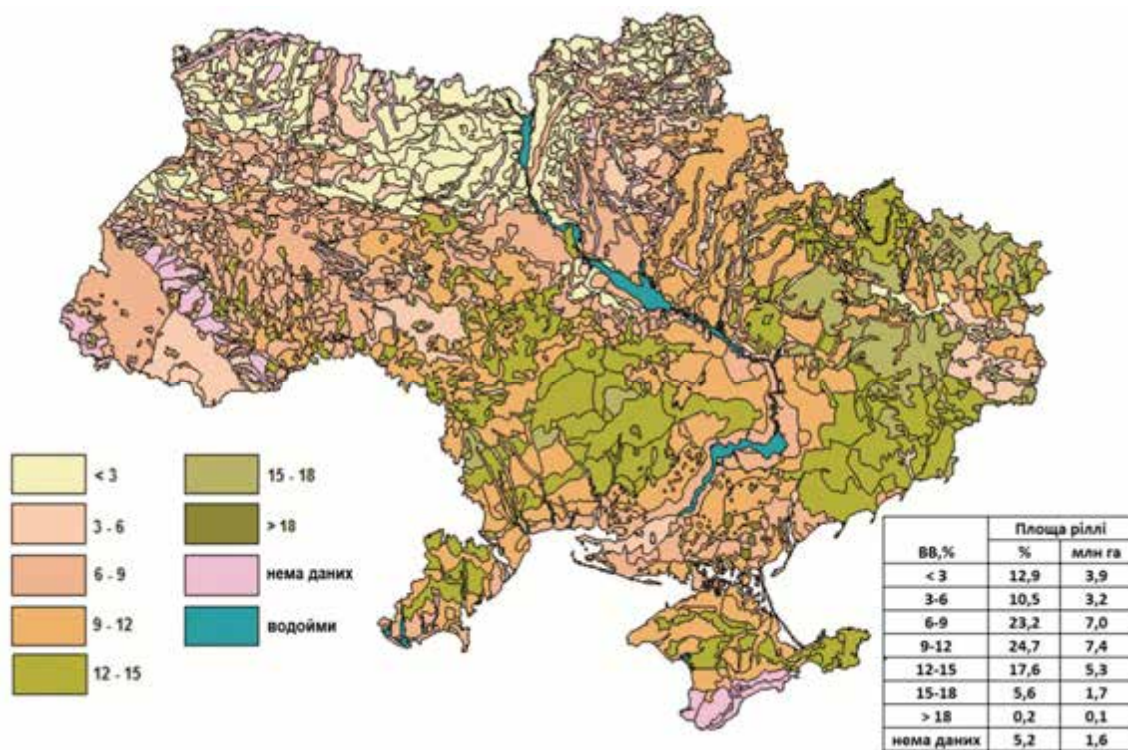 < 3
3 - 6
6 - 9
9 - 12
12 - 15
15 - 18
> 18
нема даних
водойми
ВВ,% Площа ріллі
% млн га
< 3 12,9 3,9
3-6 10,5 3,2
6-9 23,2 7,0
9-12 24,7 7,4
12-15 17,6 5,3
15-18 5,6 1,7
> 18 0,2 0,1
нема даних 5,2 1,6